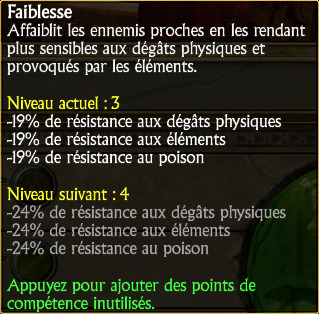 Faiblesse
Affaiblit les ennemis proches en les rendant
plus sensibles aux dégâts physiques et
provoqués par les éléments.
Niveau actuel : 3
-19% de résistance aux dégâts physiques
-19% de résistance aux éléments
-19% de résistance au poison
Niveau suivant : 4
-24% de résistance aux dégâts physiques
-24% de résistance aux éléments
-24% de résistance au poison
Appuyez pour ajouter des points de
compétence inutilisés.